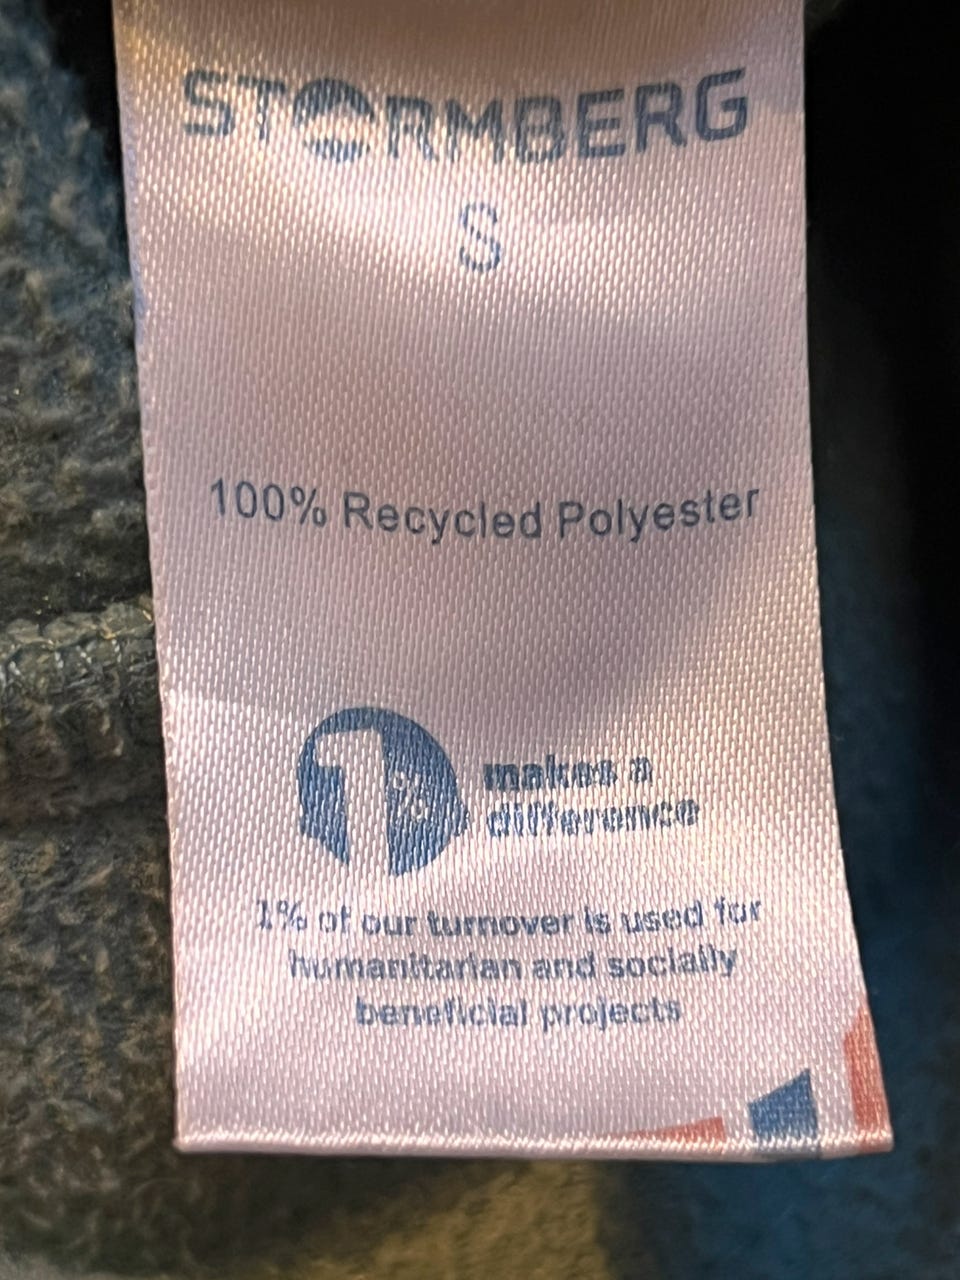 STORMBERG
S
100% Recycled Polyester
1%
makes a
difference
1% of our turnover is used for
humanitarian and socially
beneficial projects